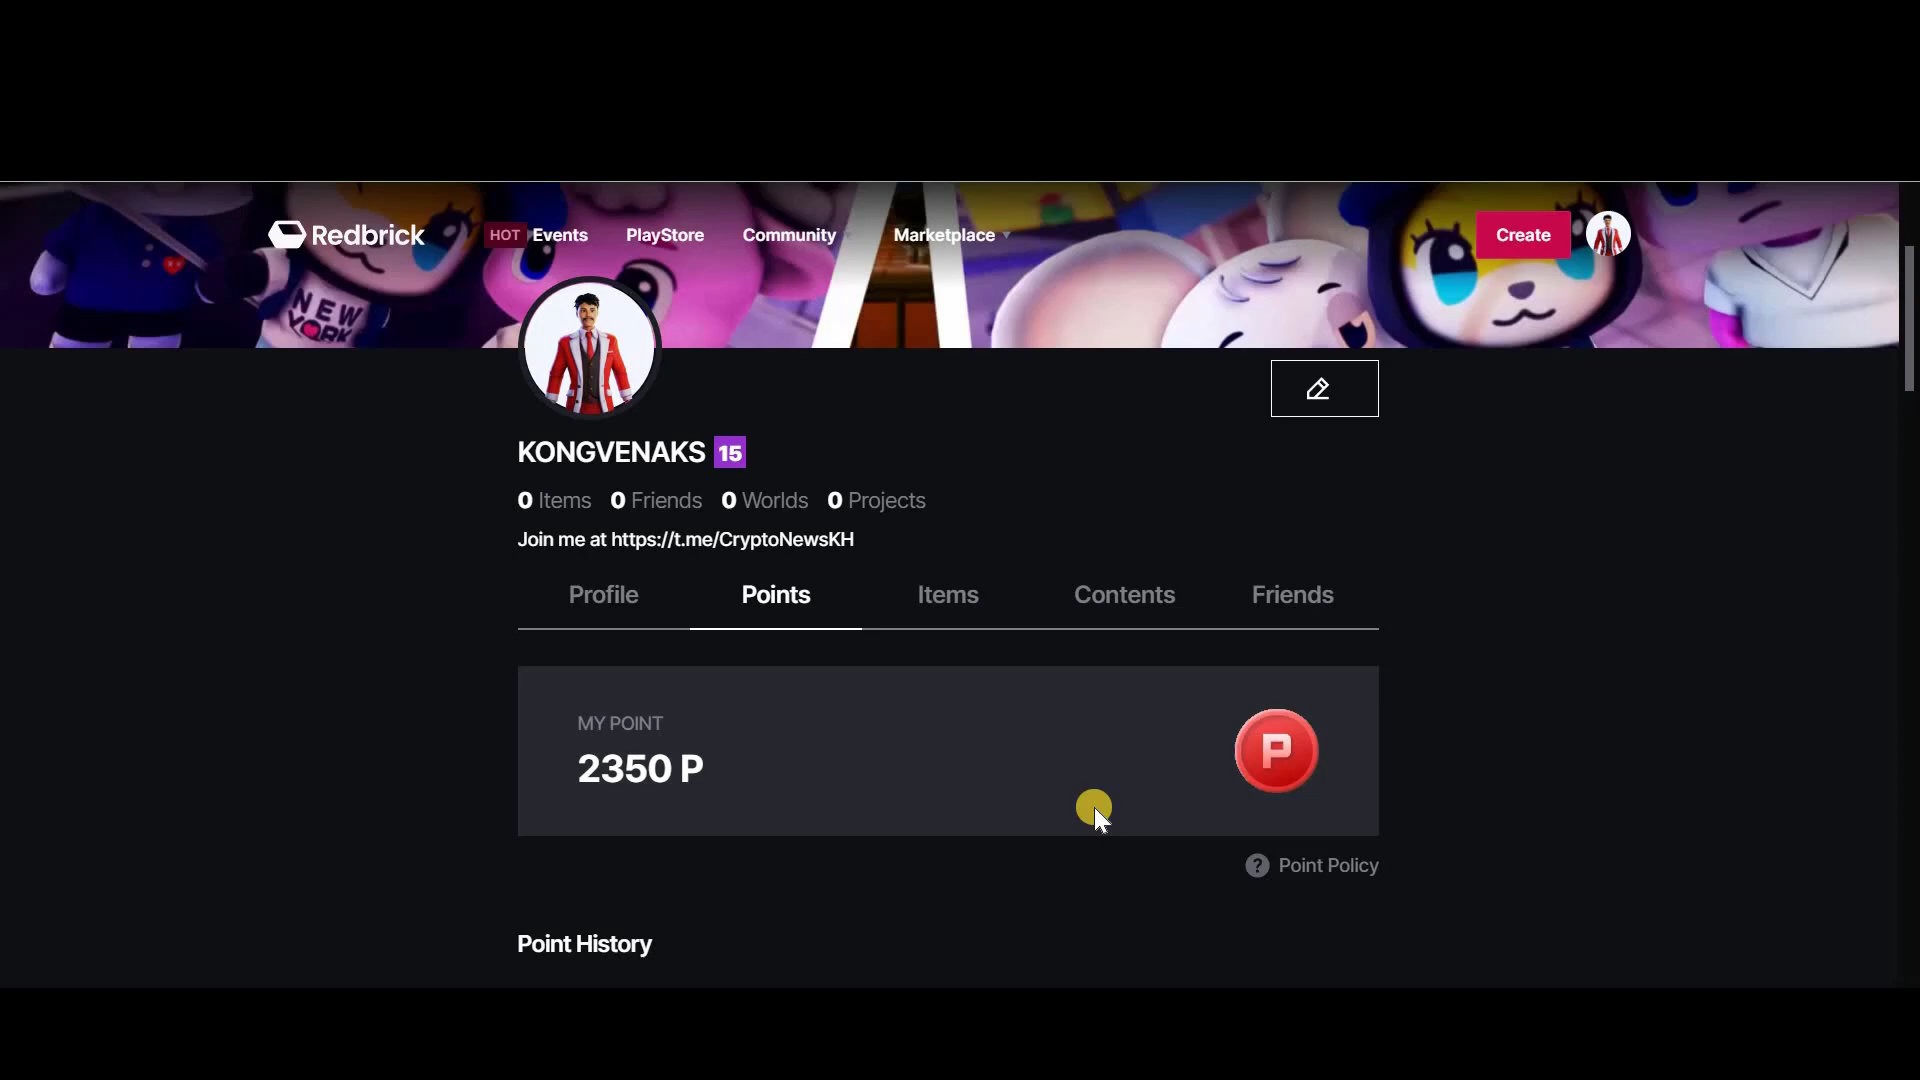 Redbrick
HOT Events PlayStore Community Marketplace
Create
NEW
YORK
KONGVENAKS 15
0 Items 0 Friends 0 Worlds 0 Projects
Join me at https://t.me/CryptoNewsKH
Profile Points Items Contents Friends
MY POINT
2350 P
P
? Point Policy
Point History